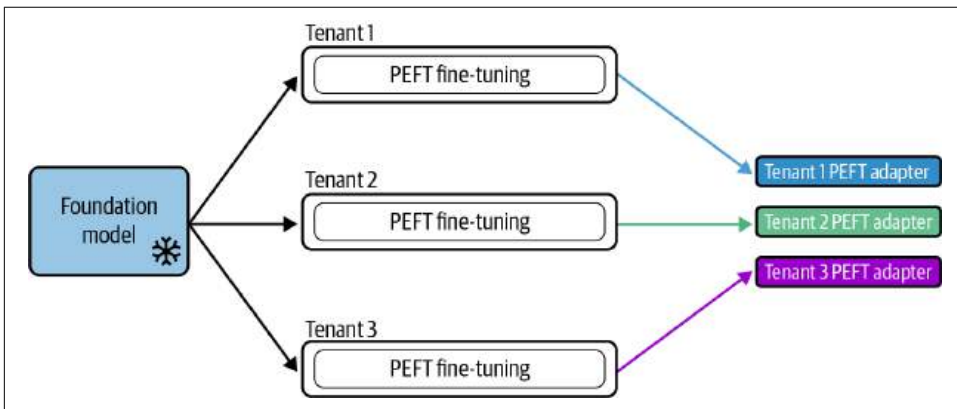 Tenant 1
PEFT fine-tuning
Foundation
model
Tenant 2
PEFT fine-tuning
Tenant 3
PEFT fine-tuning
Tenant 1 PEFT adapter
Tenant 2 PEFT adapter
Tenant 3 PEFT adapter